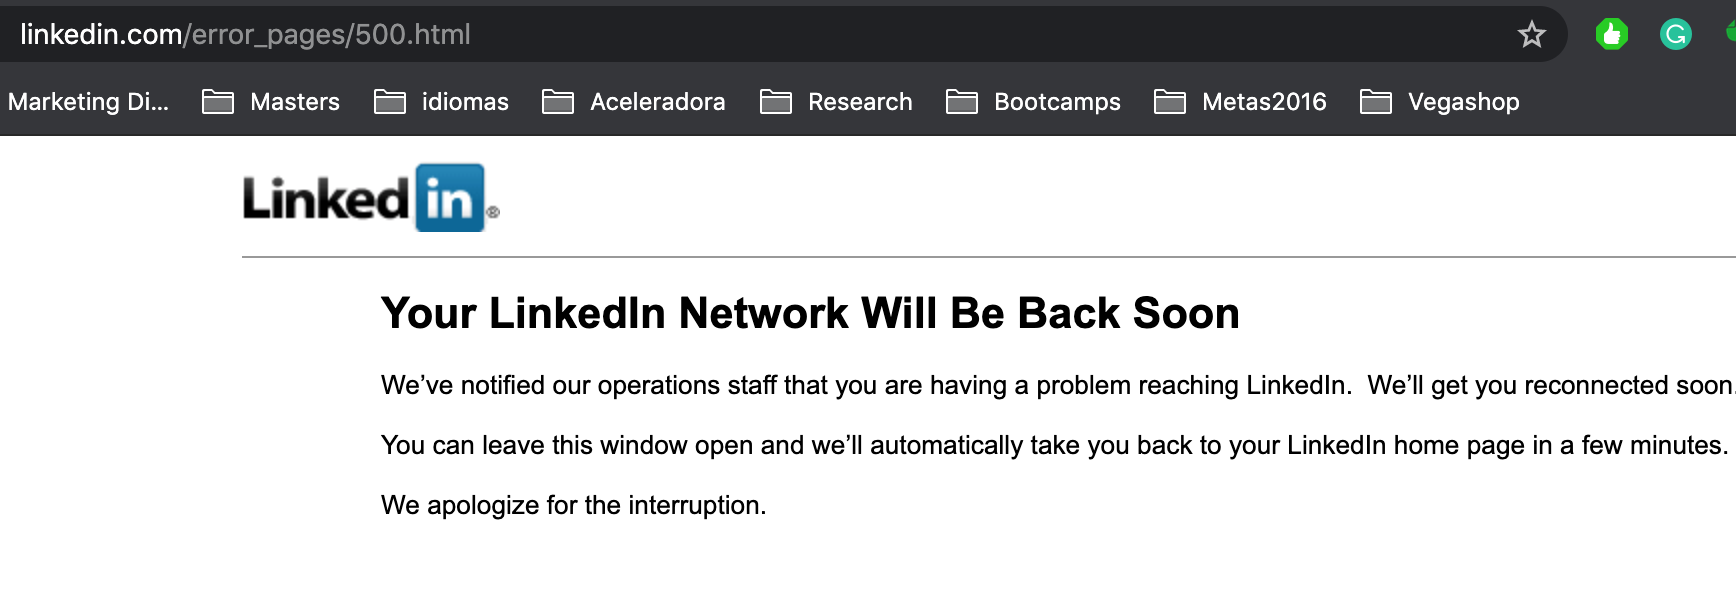 linkedin.com/error_pages/500.html
Marketing Di... Masters idiomas Aceleradora Research Bootcamps Metas2016 Vegashop
Linked in ®
Your LinkedIn Network Will Be Back Soon
We’ve notified our operations staff that you are having a problem reaching LinkedIn.  We’ll get you reconnected soon.
You can leave this window open and we’ll automatically take you back to your LinkedIn home page in a few minutes.
We apologize for the interruption.